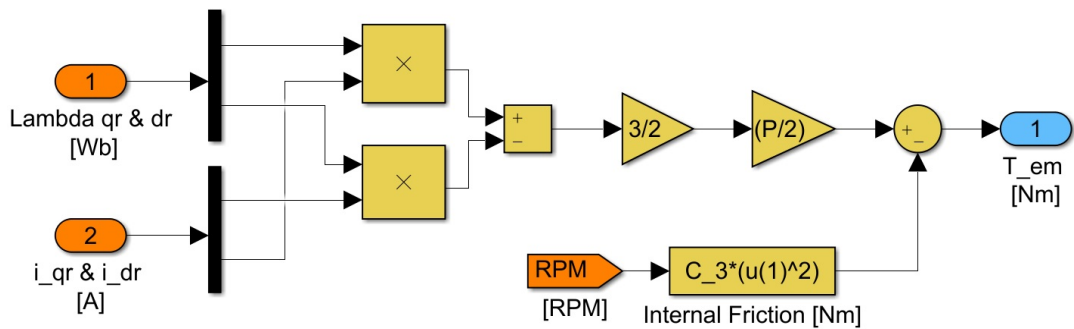 1
Lambda qr & dr
[Wb]
2
i_qr & i_dr
[A]
×
×
+
−
3/2
(P/2)
+
−
1
T_em
[Nm]
RPM
[RPM]
C_3*(u(1)^2)
Internal Friction [Nm]